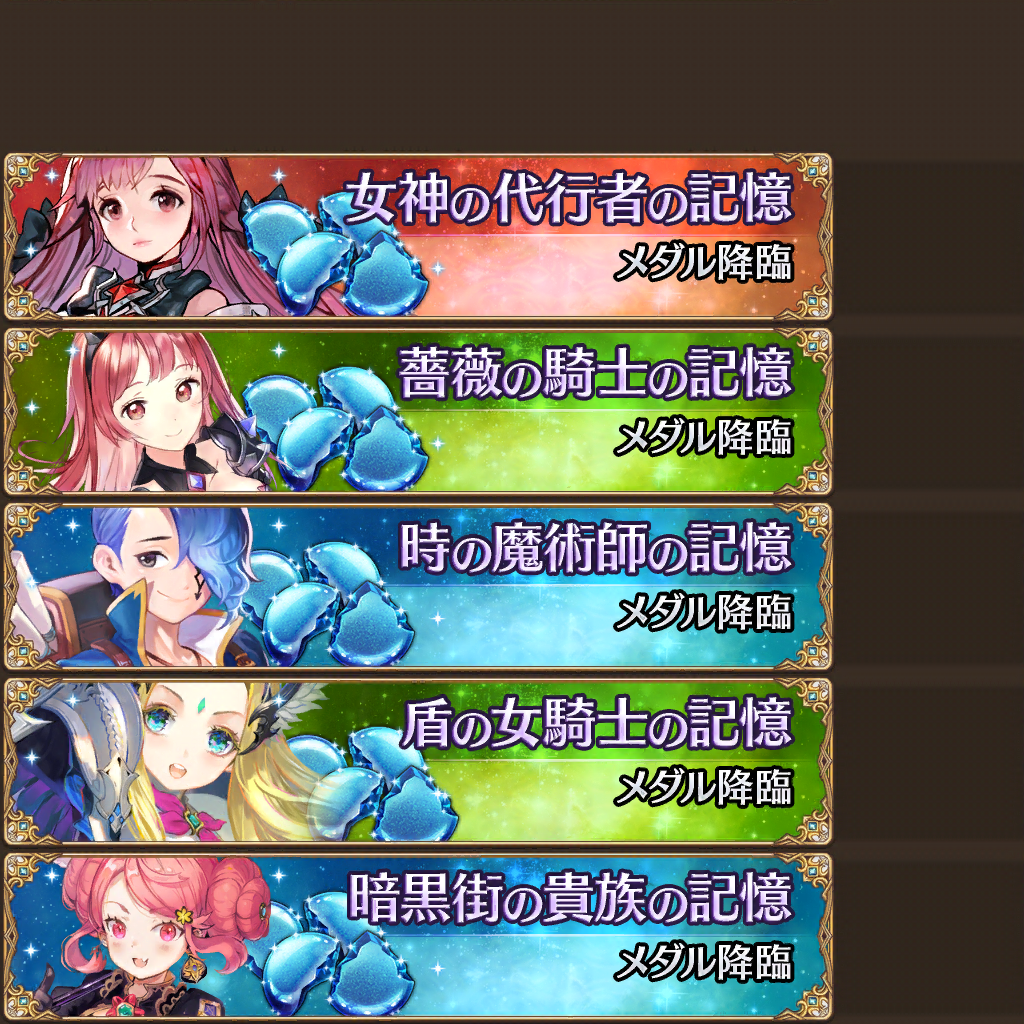 女神の代行者の記憶
メダル降臨
薔薇の騎士の記憶
メダル降臨
時の魔術師の記憶
メダル降臨
盾の女騎士の記憶
メダル降臨
暗黒街の貴族の記憶
メダル降臨